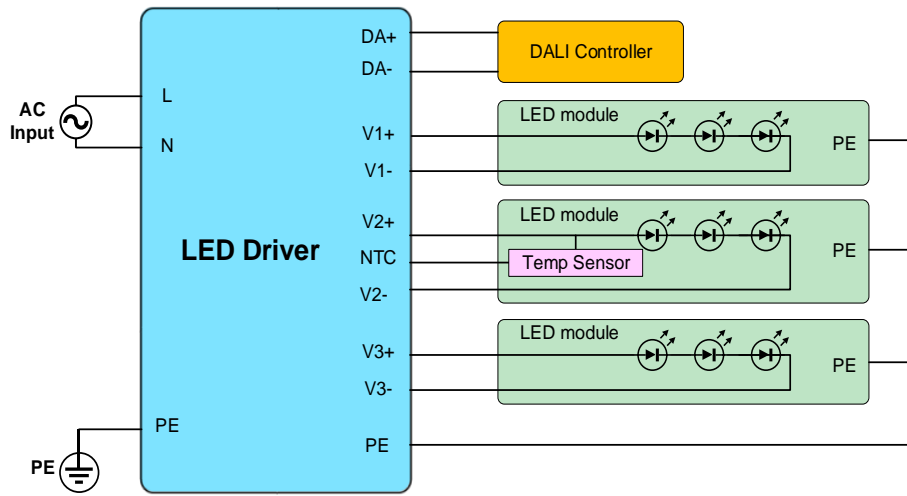 AC
Input
L
N
PE
PE
LED Driver
DA+
DA-
V1+
V1-
V2+
NTC
V2-
V3+
V3-
PE
DALI Controller
LED module
PE
LED module
Temp Sensor
PE
LED module
PE